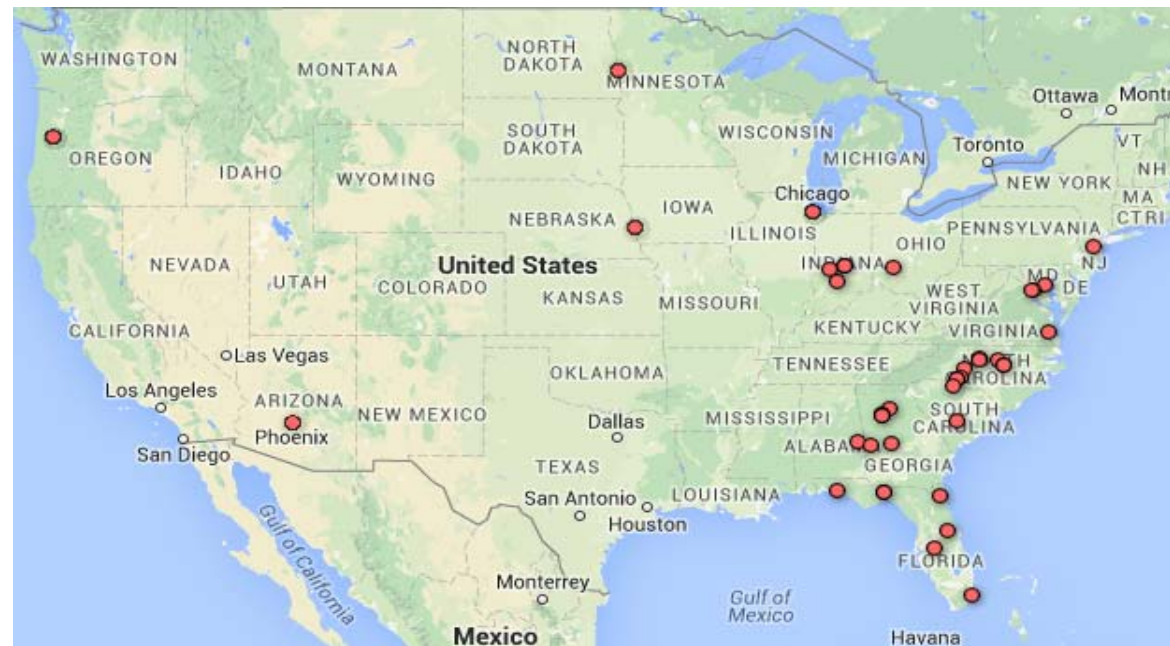 WASHINGTON
MONTANA
NORTH
DAKOTA
MINNESOTA
Ottawa
Montr
OREGON
IDAHO
WYOMING
SOUTH
DAKOTA
WISCONSIN
MICHIGAN
Toronto
VT
NH
NEW YORK
MA
CTRI
Chicago
NEBRASKA
IOWA
ILLINOIS
INDIANA
OHIO
PENNSYLVANIA
NJ
NEVADA
UTAH
COLORADO
United States
KANSAS
MISSOURI
WEST
VIRGINIA
MD
DE
KENTUCKY
VIRGINIA
CALIFORNIA
Las Vegas
Los Angeles
San Diego
ARIZONA
Phoenix
NEW MEXICO
OKLAHOMA
TENNESSEE
NORTH
CAROLINA
Dallas
MISSISSIPPI
SOUTH
CAROLINA
TEXAS
ALABAMA
GEORGIA
San Antonio
Houston
LOUISIANA
FLORIDA
Gulf of California
Monterrey
Gulf of
Mexico
Mexico
Havana